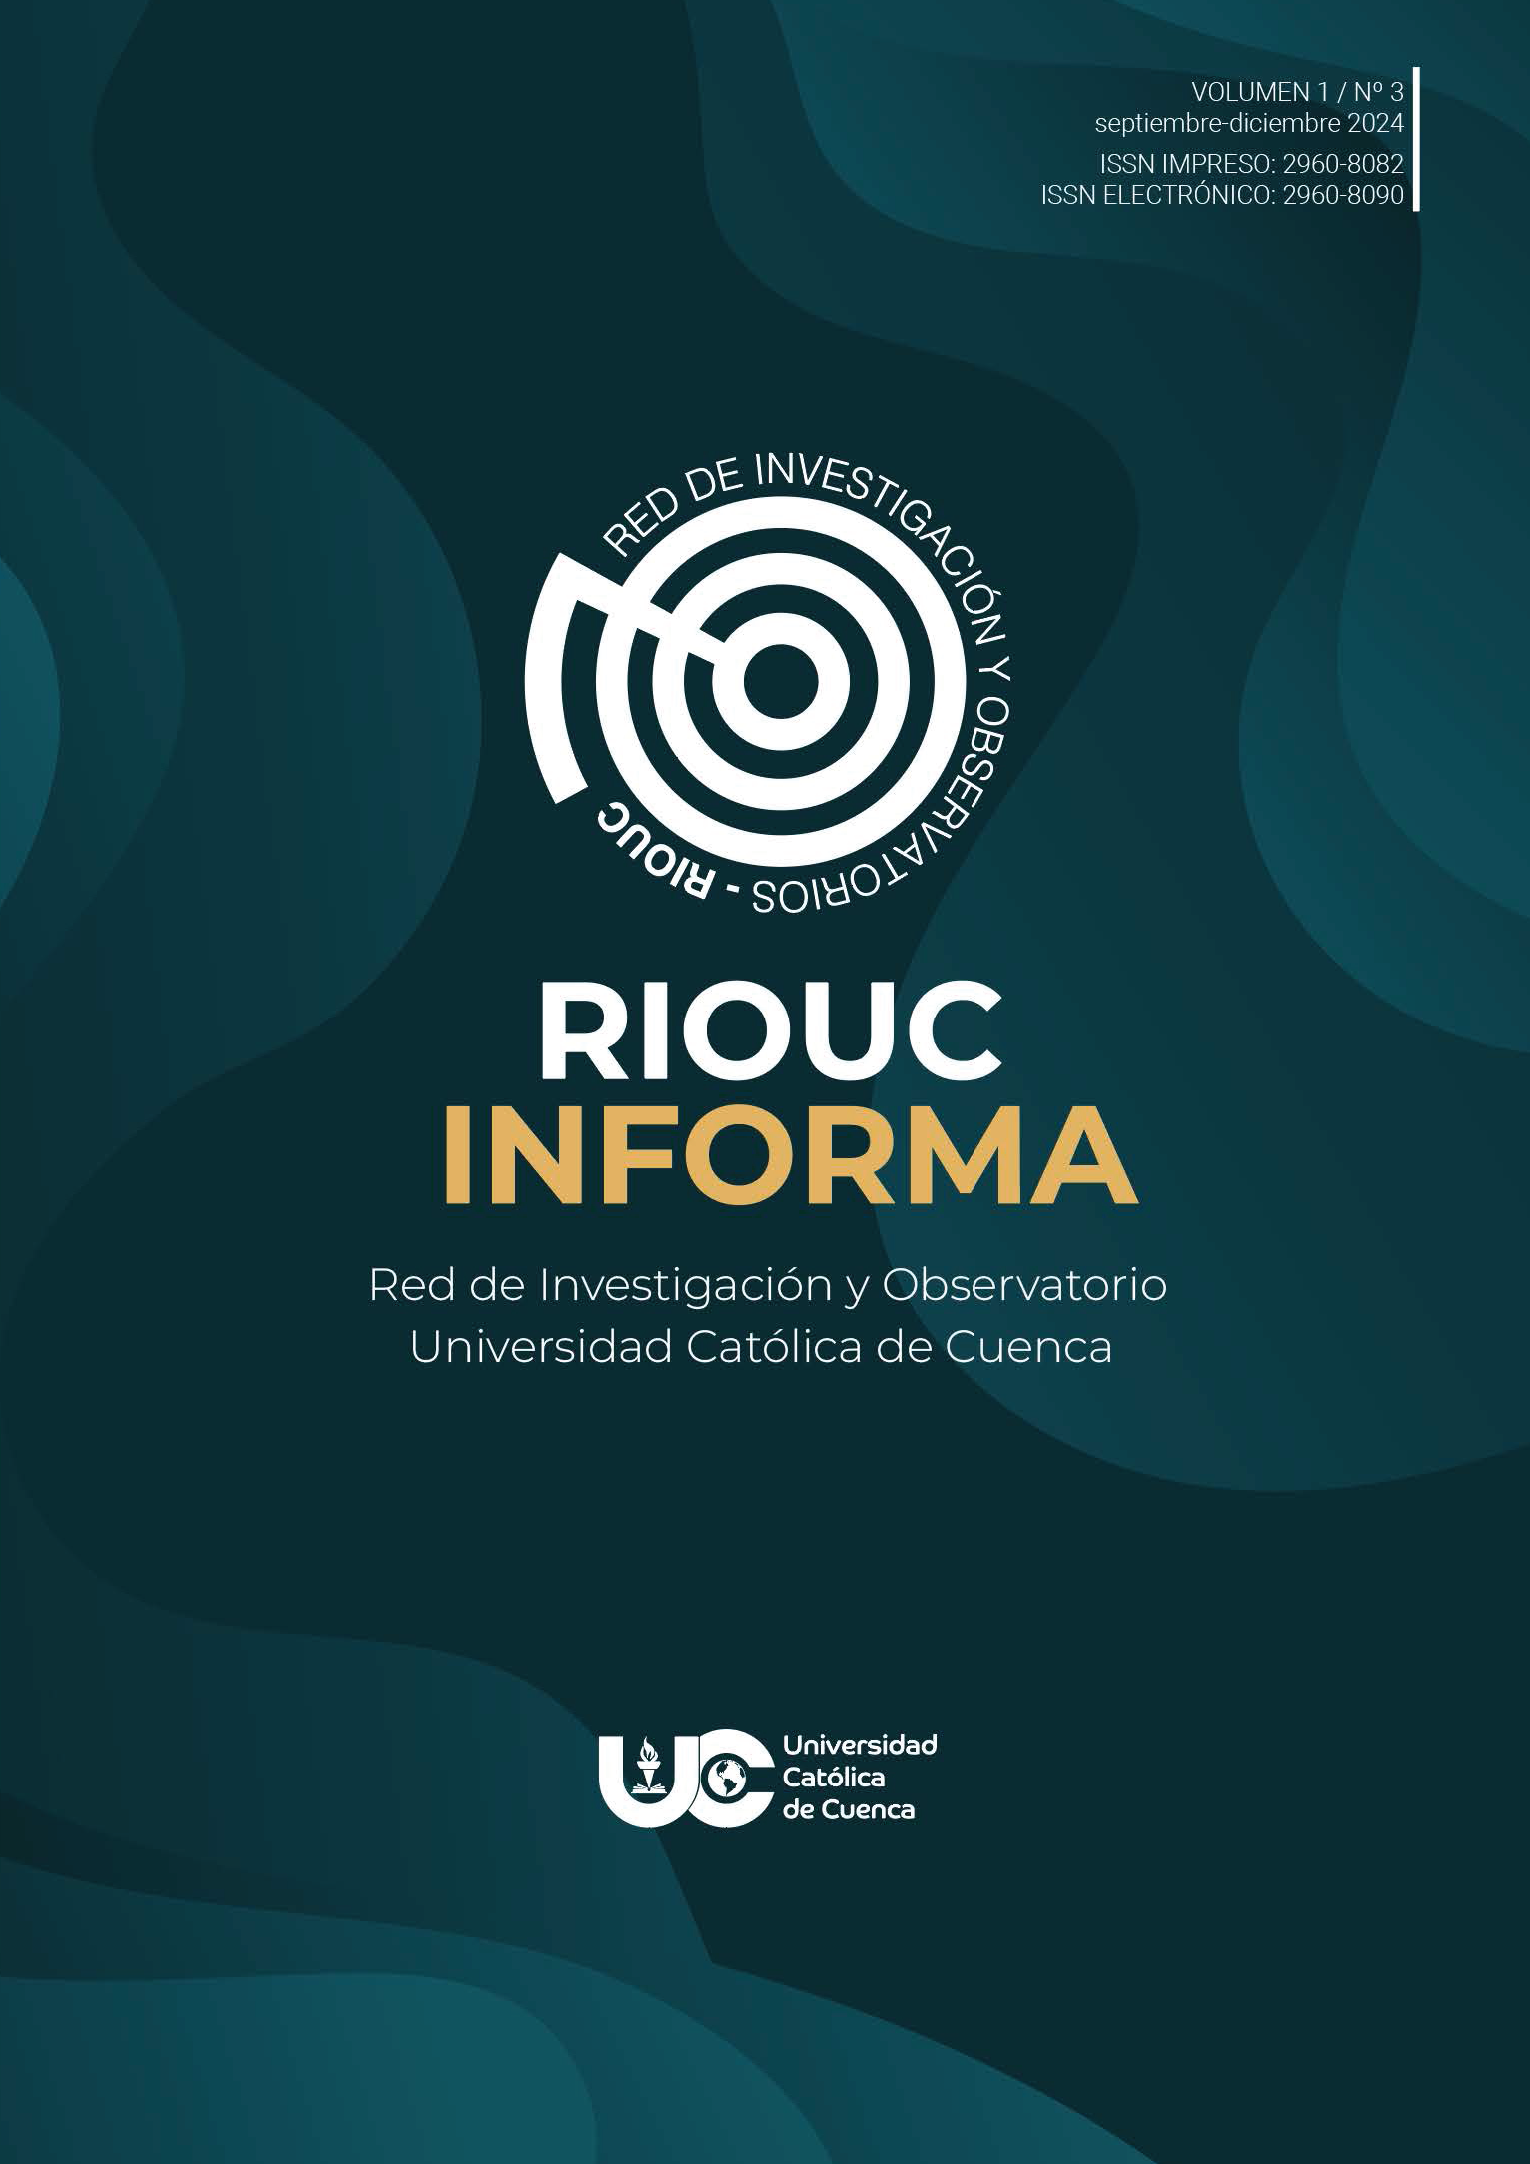 VOLUMEN 1 / Nº 3
septiembre-diciembre 2024
ISSN IMPRESO: 2960-8082
ISSN ELECTRÓNICO: 2960-8090
RED DE INVESTIGACIÓN Y OBSERVATORIOS - RIOUC
RIOUC
INFORMA
Red de Investigación y Observatorio
Universidad Católica de Cuenca
UC
Universidad
Católica
de Cuenca